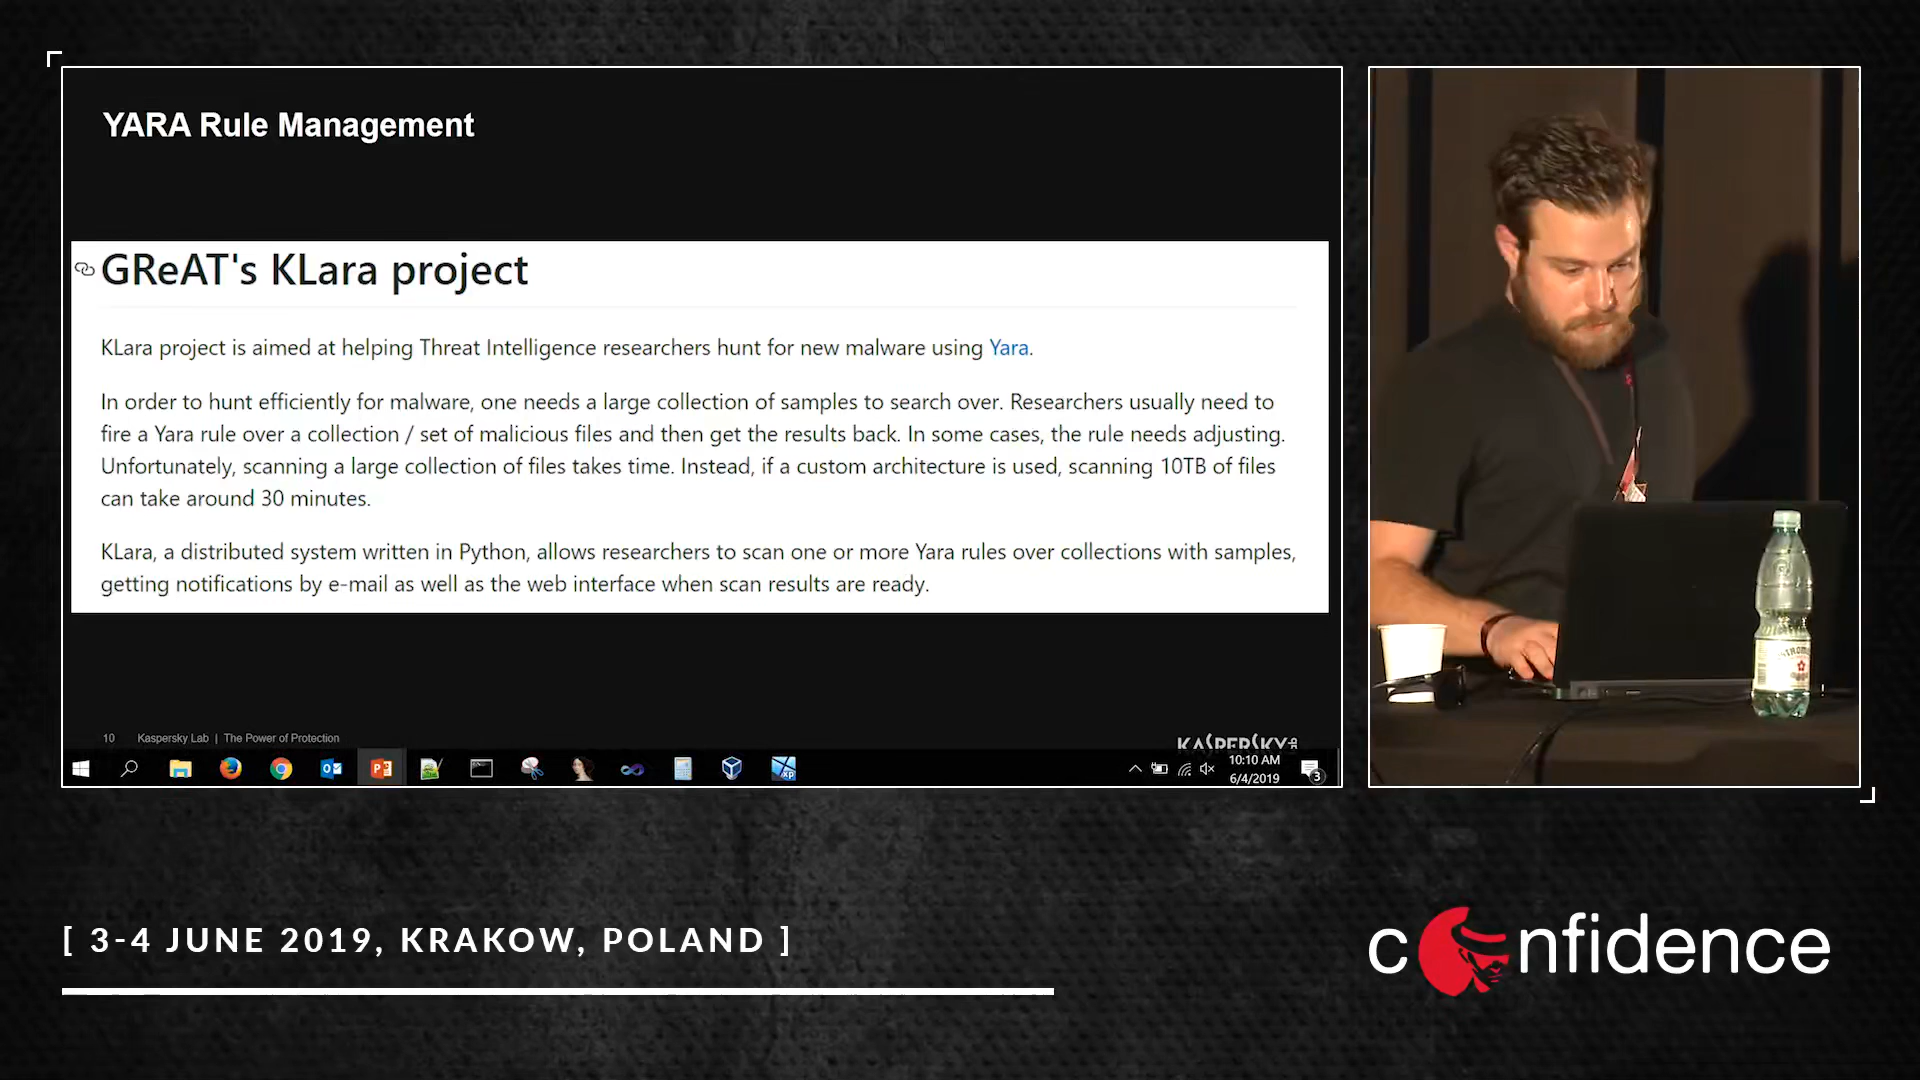 YARA Rule Management
GReAT's KLara project
KLara project is aimed at helping Threat Intelligence researchers hunt for new malware using Yara.
In order to hunt efficiently for malware, one needs a large collection of samples to search over. Researchers usually need to
fire a Yara rule over a collection / set of malicious files and then get the results back. In some cases, the rule needs adjusting.
Unfortunately, scanning a large collection of files takes time. Instead, if a custom architecture is used, scanning 10TB of files
can take around 30 minutes.
KLara, a distributed system written in Python, allows researchers to scan one or more Yara rules over collections with samples,
getting notifications by e-mail as well as the web interface when scan results are ready.
10 Kaspersky Lab | The Power of Protection
KASPERSKY
10:10 AM
6/4/2019
3
[ 3-4 JUNE 2019, KRAKOW, POLAND ]
confidence